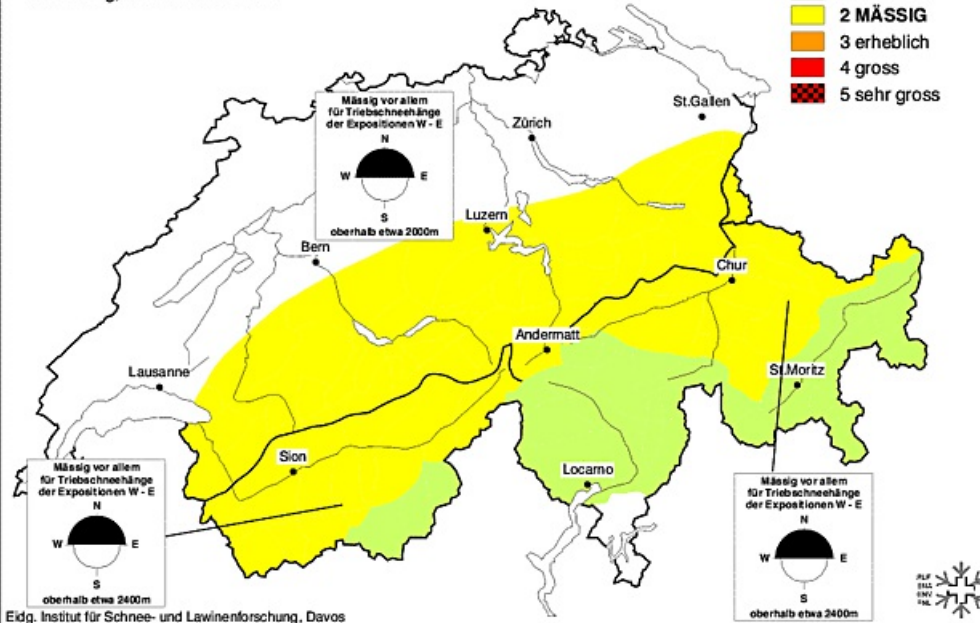 2 MÄSSIG
3 erheblich
4 gross
5 sehr gross
St.Gallen
Zürich
Mässig vor allem
für Triebschneehänge
der Expositionen W - E
N
W E
S
oberhalb etwa 2000m
Luzern
Bern
Chur
Andermatt
Lausanne
St.Moritz
Sion
Locarno
Mässig vor allem
für Triebschneehänge
der Expositionen W - E
N
W E
S
oberhalb etwa 2400m
Mässig vor allem
für Triebschneehänge
der Expositionen W - E
N
W E
S
oberhalb etwa 2400m
Eidg. Institut für Schnee- und Lawinenforschung, Davos